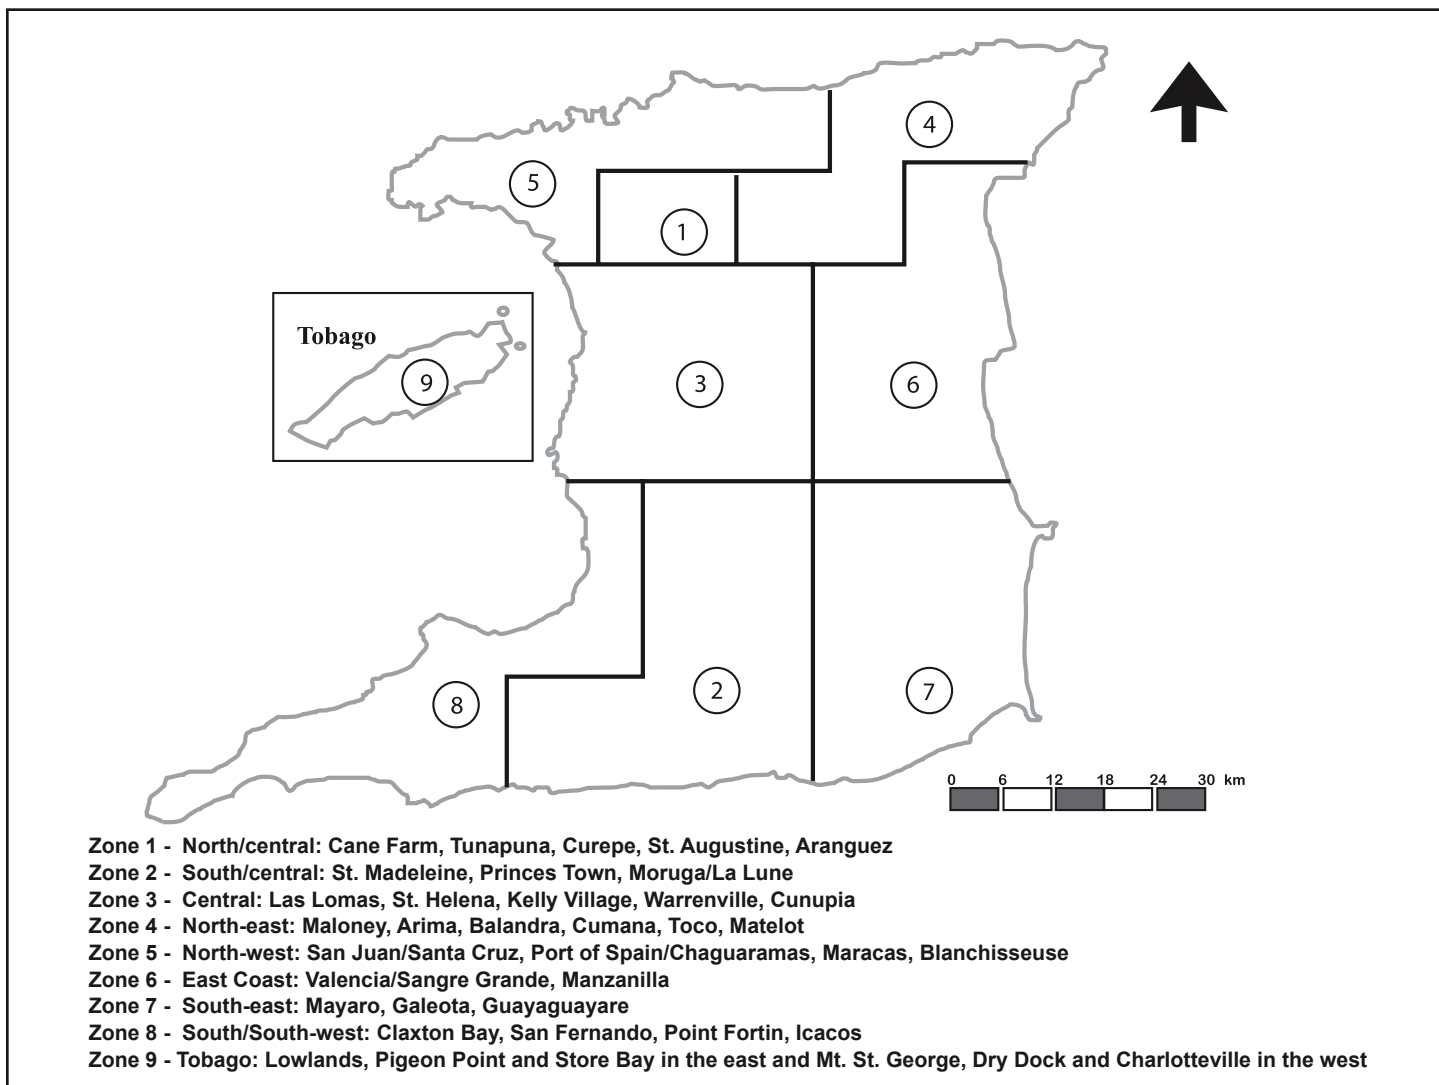 4
5
1
Tobago
9
3
6
8
2
7
0 6 12 18 24 30 km
Zone 1 - North/central: Cane Farm, Tunapuna, Curepe, St. Augustine, Aranguez
Zone 2 - South/central: St. Madeleine, Princes Town, Moruga/La Lune
Zone 3 - Central: Las Lomas, St. Helena, Kelly Village, Warrenville, Cunupia
Zone 4 - North-east: Maloney, Arima, Balandra, Cumana, Toco, Matelot
Zone 5 - North-west: San Juan/Santa Cruz, Port of Spain/Chaguaramas, Maracas, Blanchisseuse
Zone 6 - East Coast: Valencia/Sangre Grande, Manzanilla
Zone 7 - South-east: Mayaro, Galeota, Guayaguayare
Zone 8 - South/South-west: Claxton Bay, San Fernando, Point Fortin, Icacos
Zone 9 - Tobago: Lowlands, Pigeon Point and Store Bay in the east and Mt. St. George, Dry Dock and Charlotteville in the west